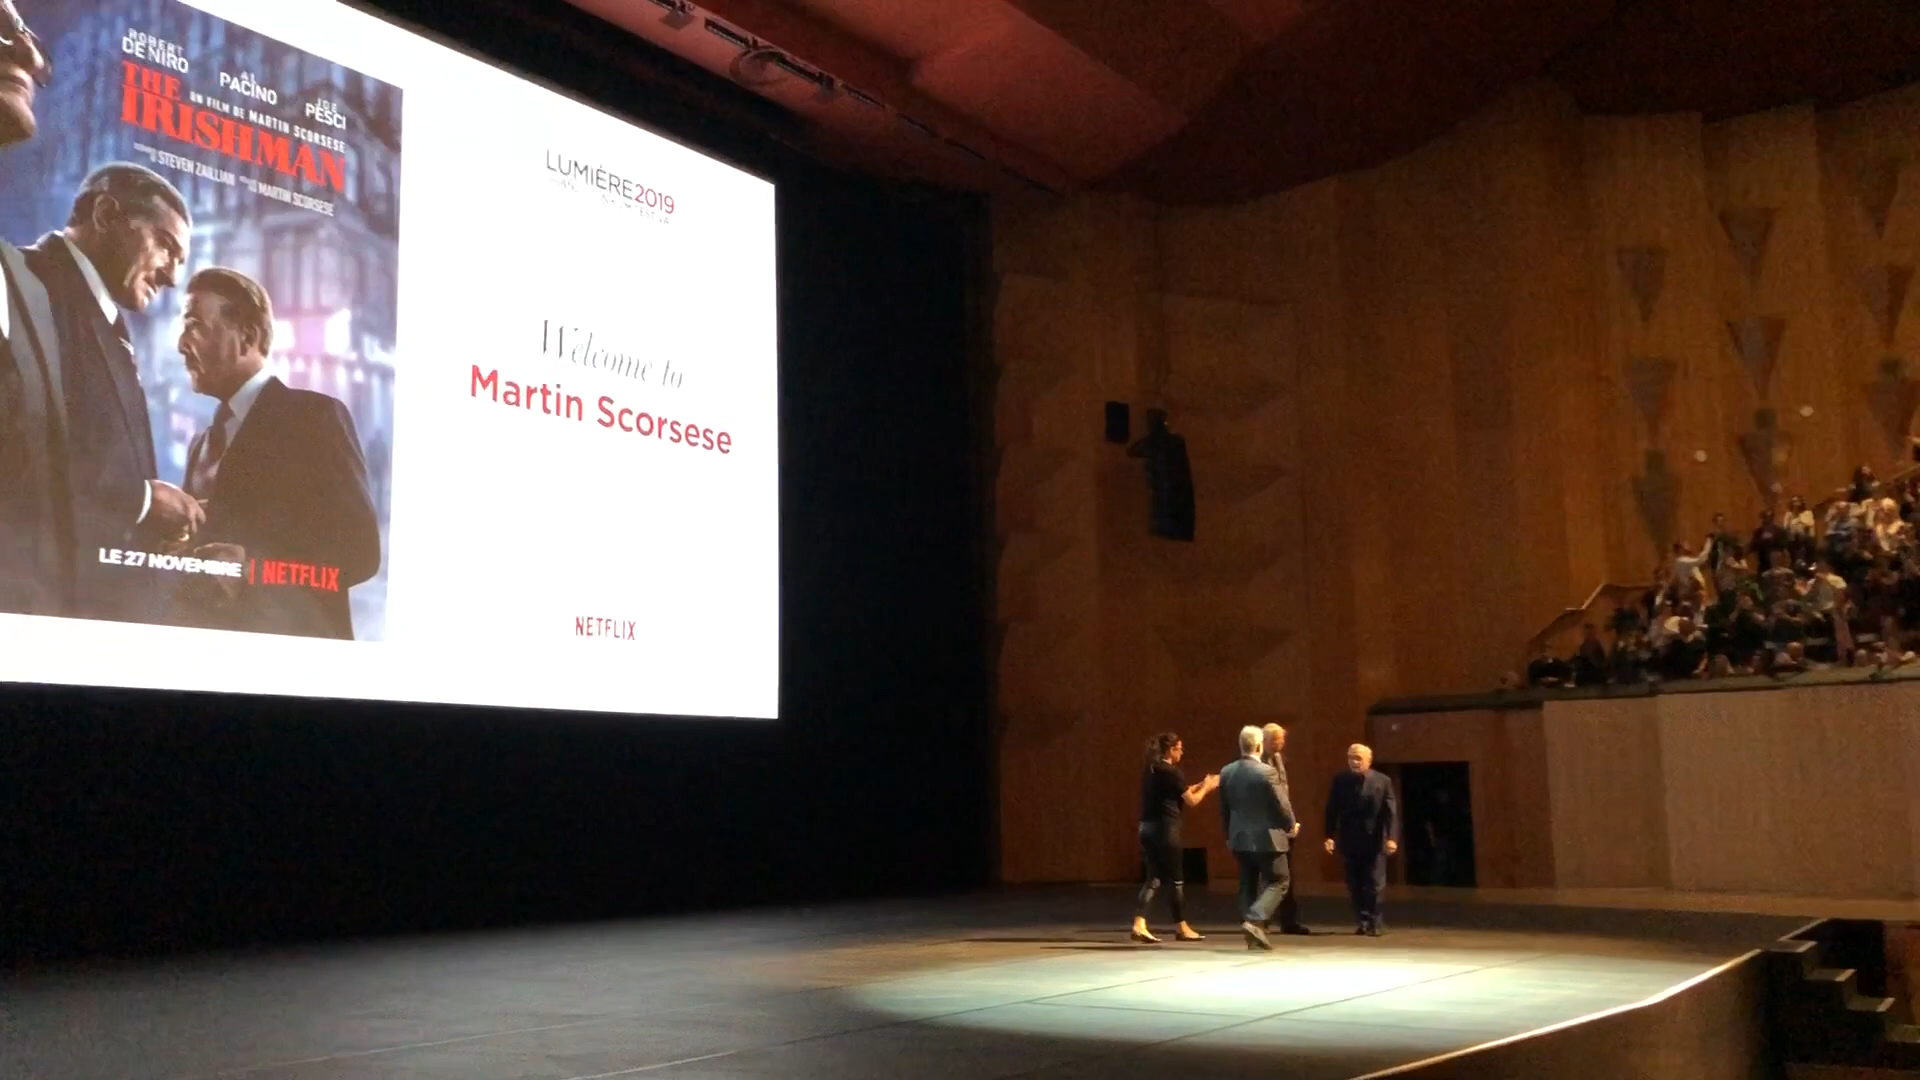 ROBERT
DE NIRO
AL
PACINO
JOE
PESCI
THE
UN FILM DE MARTIN SCORSESE
IRISHMAN
STEVEN ZAILLIAN
MARTIN SCORSESE
LE 27 NOVEMBRE | NETFLIX
LUMIÈRE2019
Welcome to
Martin Scorsese
NETFLIX